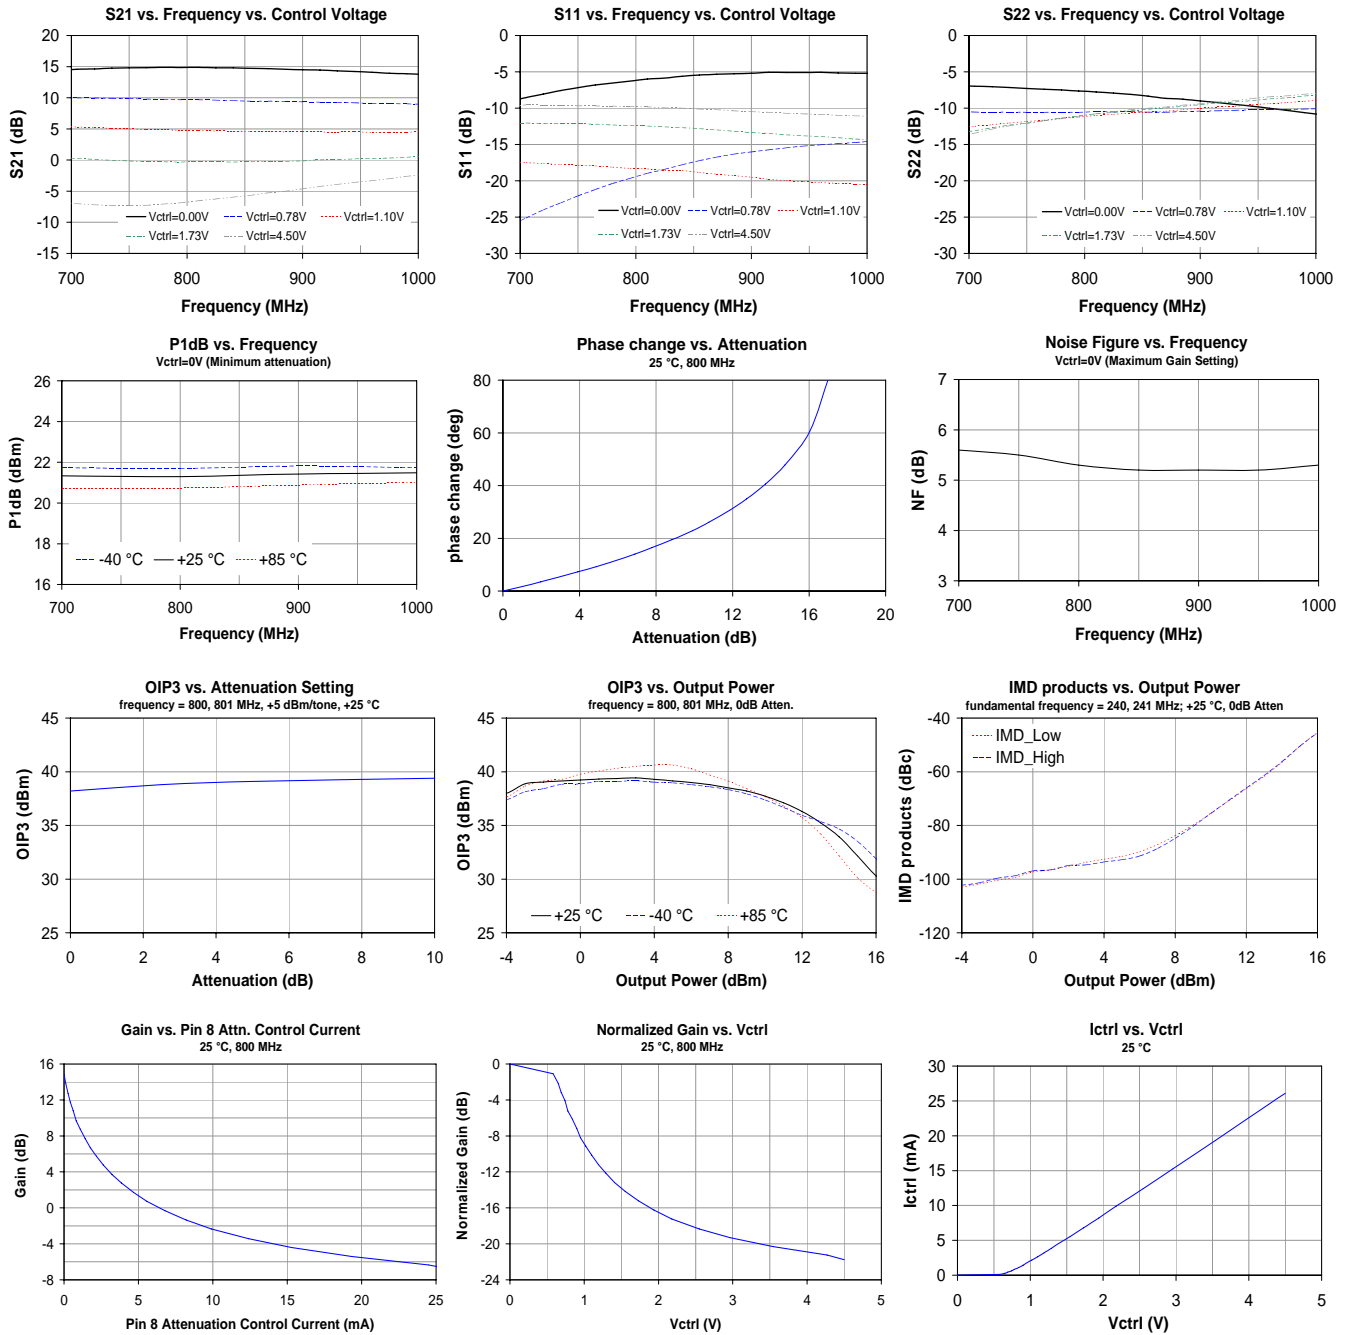 S21 vs. Frequency vs. Control Voltage
20
15
10
5
0
-5
-10
-15
S21 (dB)
Vctrl=0.00V Vctrl=0.78V Vctrl=1.10V
Vctrl=1.73V Vctrl=4.50V
700 800 900 1000
Frequency (MHz)
S11 vs. Frequency vs. Control Voltage
0
-5
-10
-15
-20
-25
-30
S11 (dB)
Vctrl=0.00V Vctrl=0.78V Vctrl=1.10V
Vctrl=1.73V Vctrl=4.50V
700 800 900 1000
Frequency (MHz)
S22 vs. Frequency vs. Control Voltage
0
-5
-10
-15
-20
-25
-30
S22 (dB)
Vctrl=0.00V Vctrl=0.78V Vctrl=1.10V
Vctrl=1.73V Vctrl=4.50V
700 800 900 1000
Frequency (MHz)
P1dB vs. Frequency
Vctrl=0V (Minimum attenuation)
26
24
22
20
18
16
P1dB (dBm)
-40 °C +25 °C +85 °C
700 800 900 1000
Frequency (MHz)
Phase change vs. Attenuation
25 °C, 800 MHz
80
60
40
20
0
phase change (deg)
0 4 8 12 16 20
Attenuation (dB)
Noise Figure vs. Frequency
Vctrl=0V (Maximum Gain Setting)
7
6
5
4
3
NF (dB)
700 800 900 1000
Frequency (MHz)
OIP3 vs. Attenuation Setting
frequency = 800, 801 MHz, +5 dBm/tone, +25 °C
45
40
35
30
25
OIP3 (dBm)
0 2 4 6 8 10
Attenuation (dB)
OIP3 vs. Output Power
frequency = 800, 801 MHz, 0dB Atten.
45
40
35
30
25
OIP3 (dBm)
+25 °C -40 °C +85 °C
-4 0 4 8 12 16
Output Power (dBm)
IMD products vs. Output Power
fundamental frequency = 240, 241 MHz; +25 °C, 0dB Atten
-40
-60
-80
-100
-120
IMD products (dBc)
IMD_Low
IMD_High
-4 0 4 8 12 16
Output Power (dBm)
Gain vs. Pin 8 Attn. Control Current
25 °C, 800 MHz
16
12
8
4
0
-4
-8
Gain (dB)
0 5 10 15 20 25
Pin 8 Attenuation Control Current (mA)
Normalized Gain vs. Vctrl
25 °C, 800 MHz
0
-4
-8
-12
-16
-20
-24
Normalized Gain (dB)
0 1 2 3 4 5
Vctrl (V)
Ictrl vs. Vctrl
25 °C
30
25
20
15
10
5
0
Ictrl (mA)
0 1 2 3 4 5
Vctrl (V)